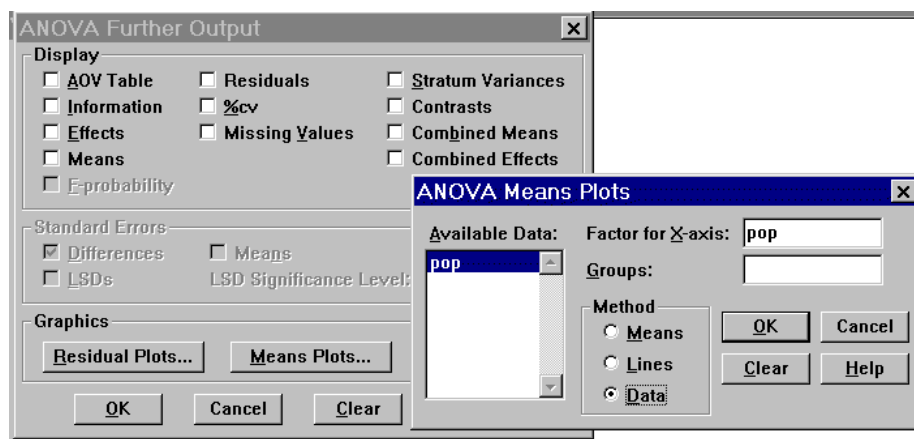 ANOVA Further Output
Display
AOV Table
Residuals
Stratum Variances
Information
%cv
Contrasts
Effects
Missing Values
Combined Means
Means
Combined Effects
F-probability
Standard Errors
Differences
Means
LSDs
LSD Significance Level:
Graphics
Residual Plots...
Means Plots...
OK
Cancel
Clear
ANOVA Means Plots
Available Data:
pop
Factor for X-axis:
pop
Groups:
Method
Means
Lines
Data
OK
Cancel
Clear
Help